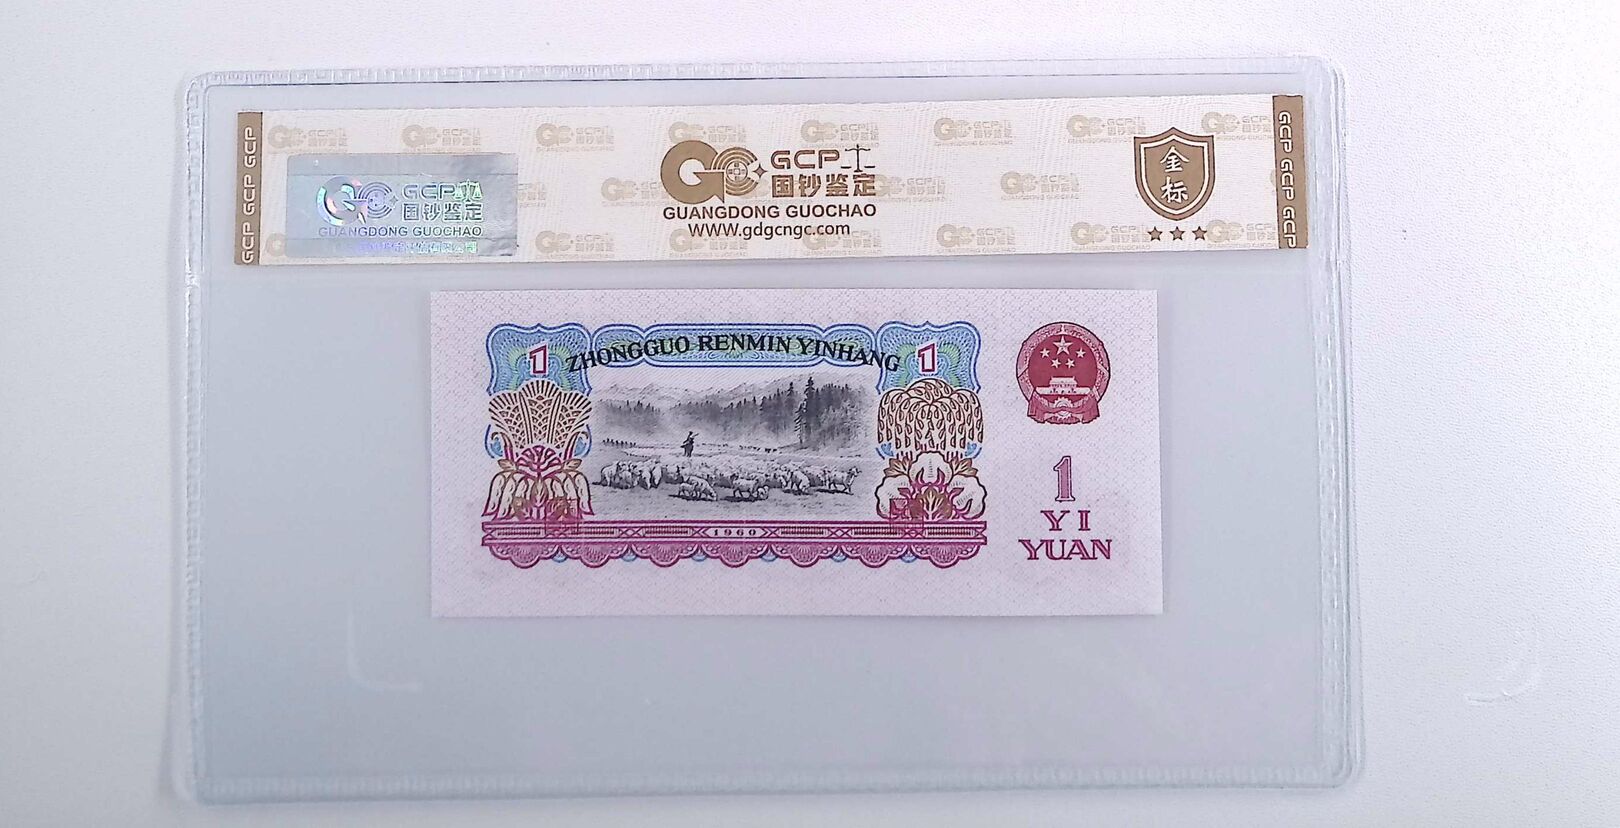 GCP GCP GCP
GCP
国钞鉴定
GUANGDONG GUOCHAO
GCP
国钞鉴定
GUANGDONG GUOCHAO
www.gdgcngc.com
金
标
GCP GCP GCP
1 ZHONGGUO RENMIN YINHANG 1
1960
1
YI
YUAN